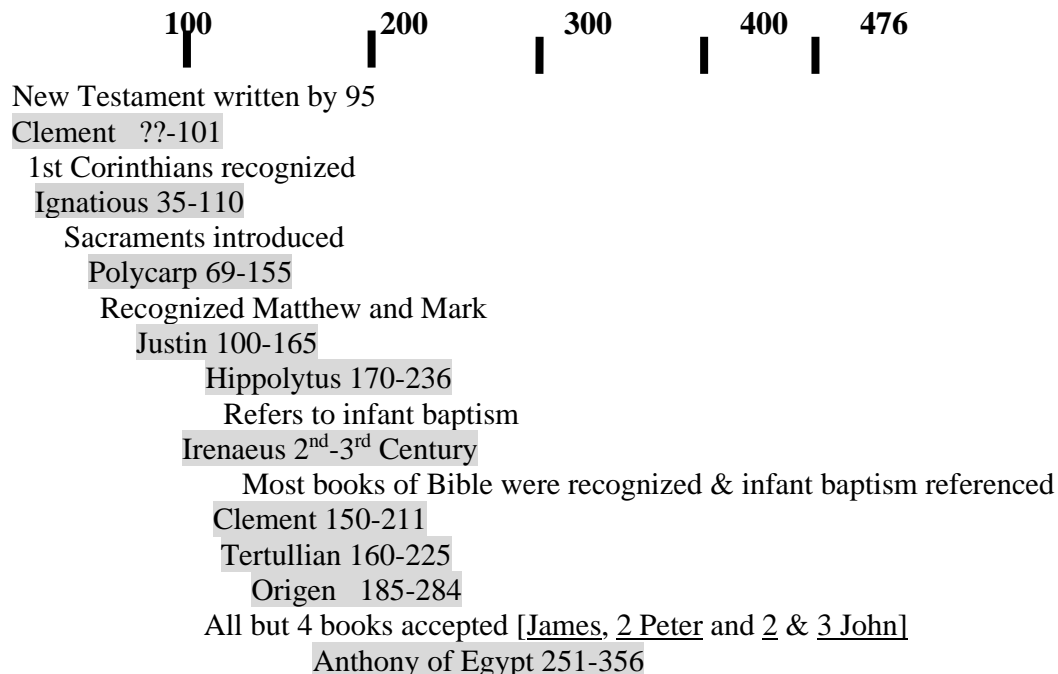 100 200 300 400 476
New Testament written by 95
Clement ??-101
1st Corinthians recognized
Ignatious 35-110
Sacraments introduced
Polycarp 69-155
Recognized Matthew and Mark
Justin 100-165
Hippolytus 170-236
Refers to infant baptism
Irenaeus 2nd-3rd Century
Most books of Bible were recognized & infant baptism referenced
Clement 150-211
Tertullian 160-225
Origen 185-284
All but 4 books accepted [James, 2 Peter and 2 & 3 John]
Anthony of Egypt 251-356